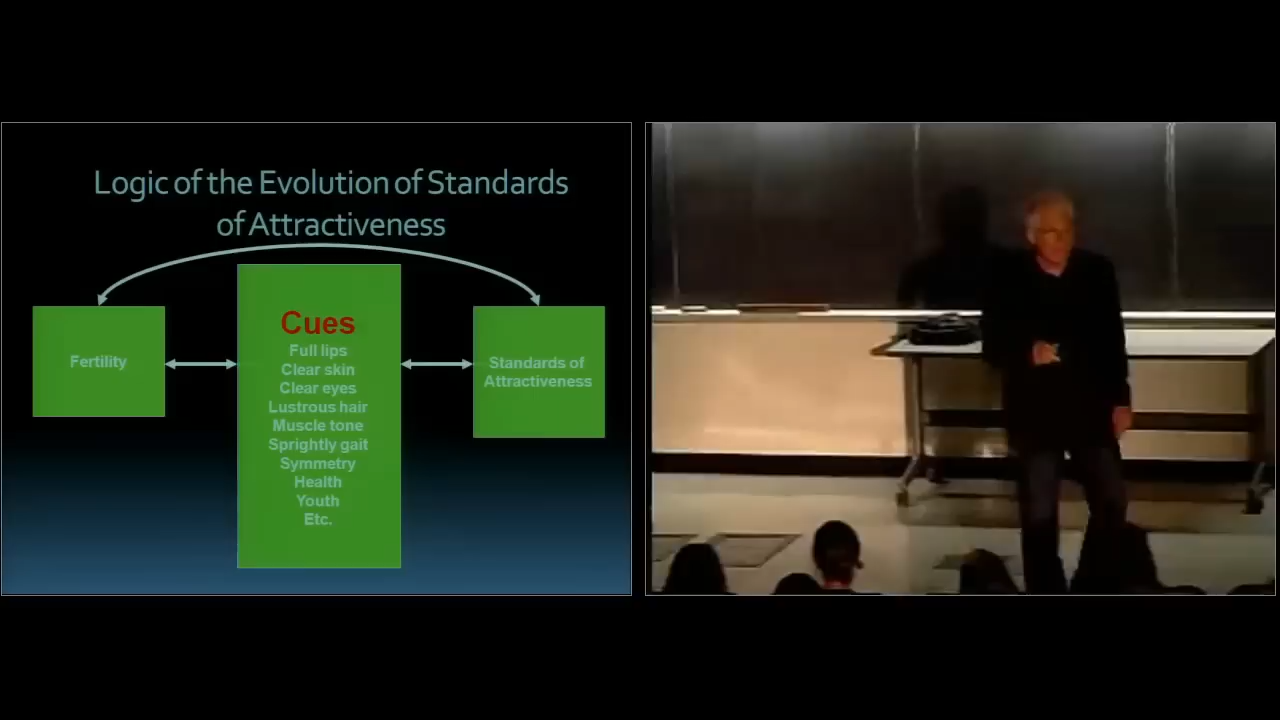 Logic of the Evolution of Standards
of Attractiveness
Fertility
Cues
Full lips
Clear skin
Clear eyes
Lustrous hair
Muscle tone
Sprightly gait
Symmetry
Health
Youth
Etc.
Standards of
Attractiveness